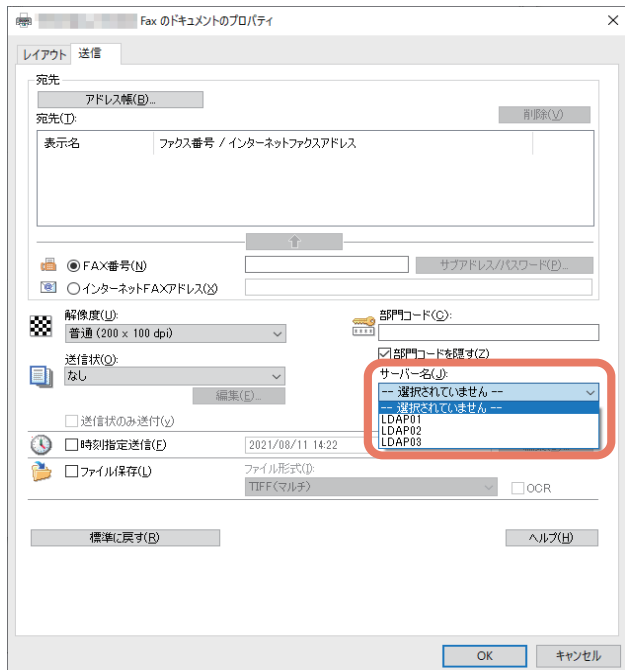 Fax のドキュメントのプロパティ
レイアウト 送信
宛先
アドレス帳(B)...
宛先(T):
削除(V)
表示名 ファクス番号 / インターネットファクスアドレス
FAX番号(N)
サブアドレス/パスワード(P)...
インターネットFAXアドレス(X)
解像度(U):
普通 (200 x 100 dpi)
部門コード(C):
部門コードを隠す(Z)
送信状(O):
なし
編集(E)...
サーバー名(J):
-- 選択されていません --
-- 選択されていません --
LDAP01
LDAP02
LDAP03
送信状のみ送付(y)
時刻指定送信(F)
2021/08/11 14:22
ファイル保存(L)
ファイル形式(I):
TIFF(マルチ)
OCR
標準に戻す(R)
ヘルプ(H)
OK
キャンセル